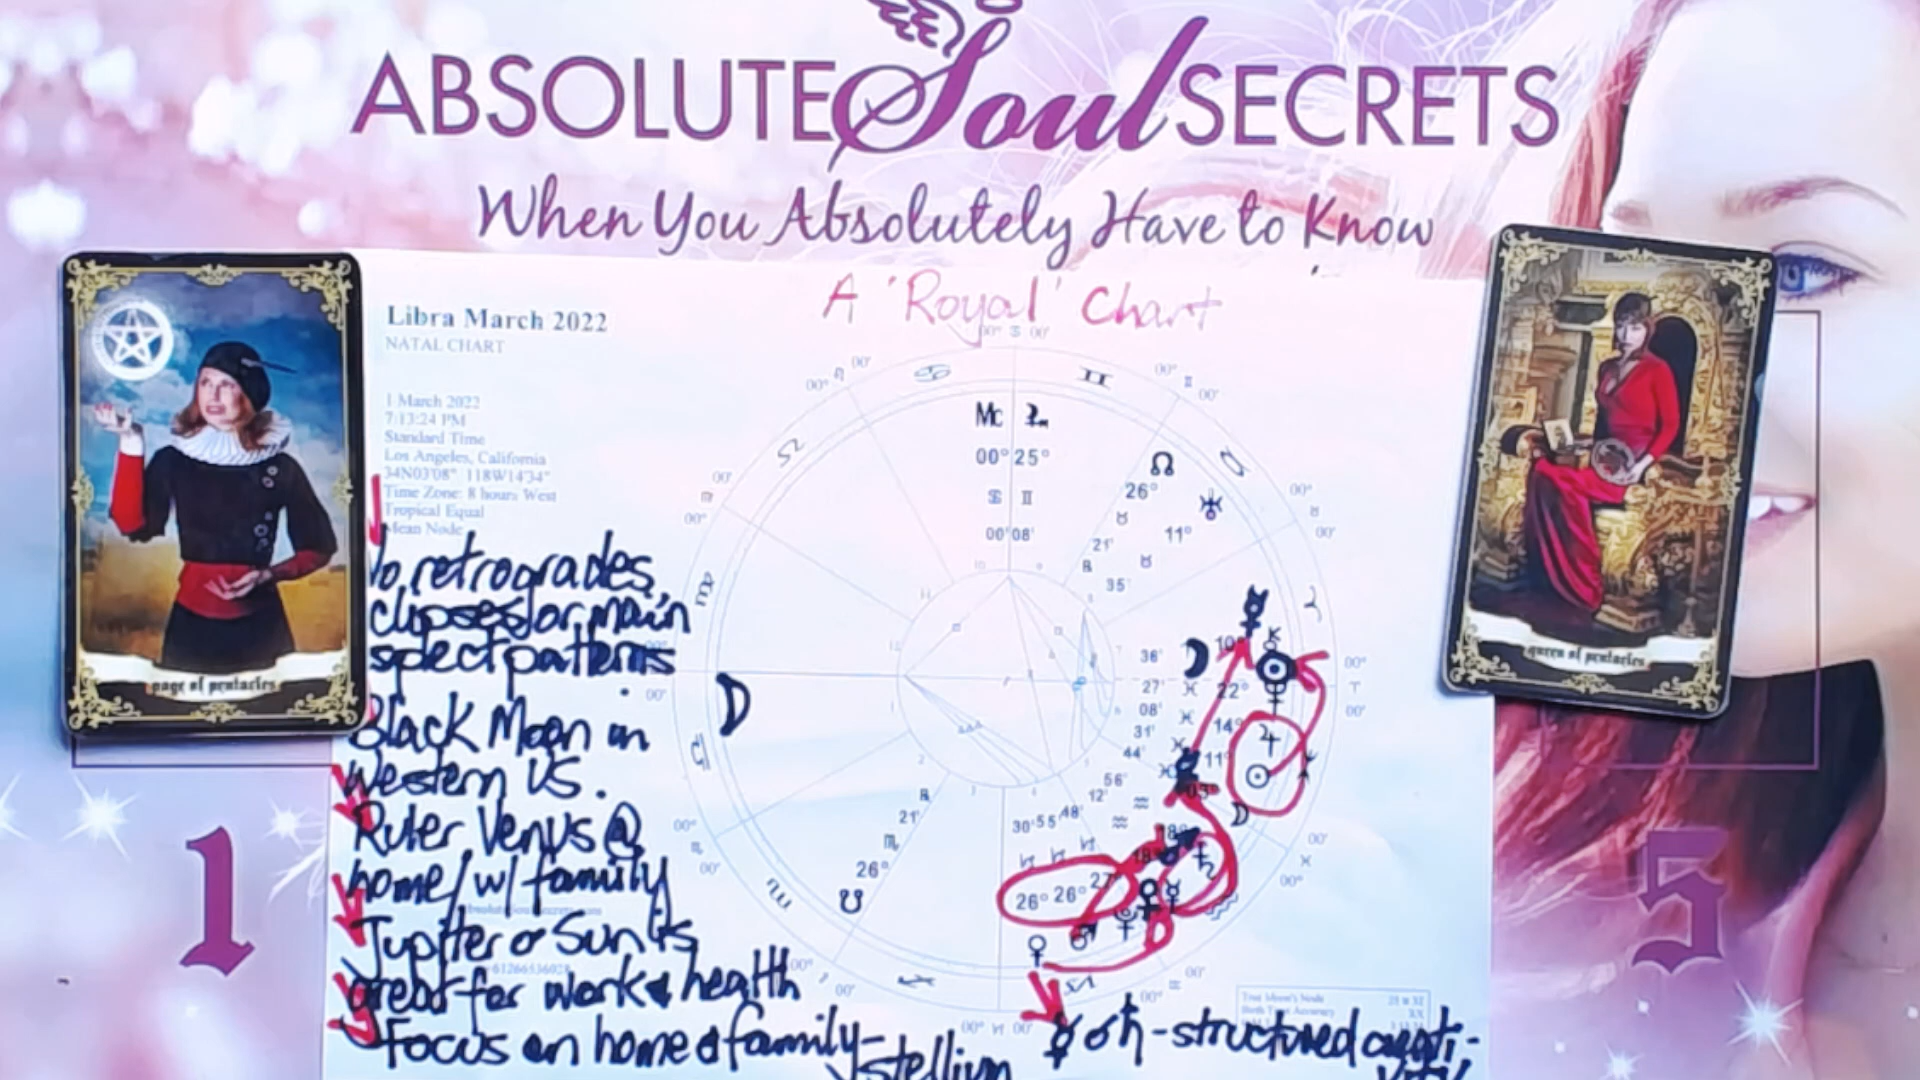 ABSOLUTE Soul SECRETS
When You Absolutely Have to Know
A 'Royal' Chart
Libra March 2022
NATAL CHART
1 March 2022
7:13:24 PM
Standard Time
Los Angeles, California
34N03'08" 118W14'34"
Time Zone: 8 hours West
Tropical Equal
Mean Node
Mc
00° 25°
00' 08'
26°
21'
11°
35'
36'
27'
22°
08'
14°
31'
44'
11°
56'
12'
18°
30' 55' 48'
26° 26° 27°
21'
26°
No retrogrades,
eclipses/or main
aspect patterns
Black Moon in
Western VS.
Ruler Venus @
home/w/family
Jupiter σ Sun is
great for work & health
Focus on home & family-
stellium
☿ σ ♄ -structured creati-
vity
page of pentacles
queen of pentacles
1
5